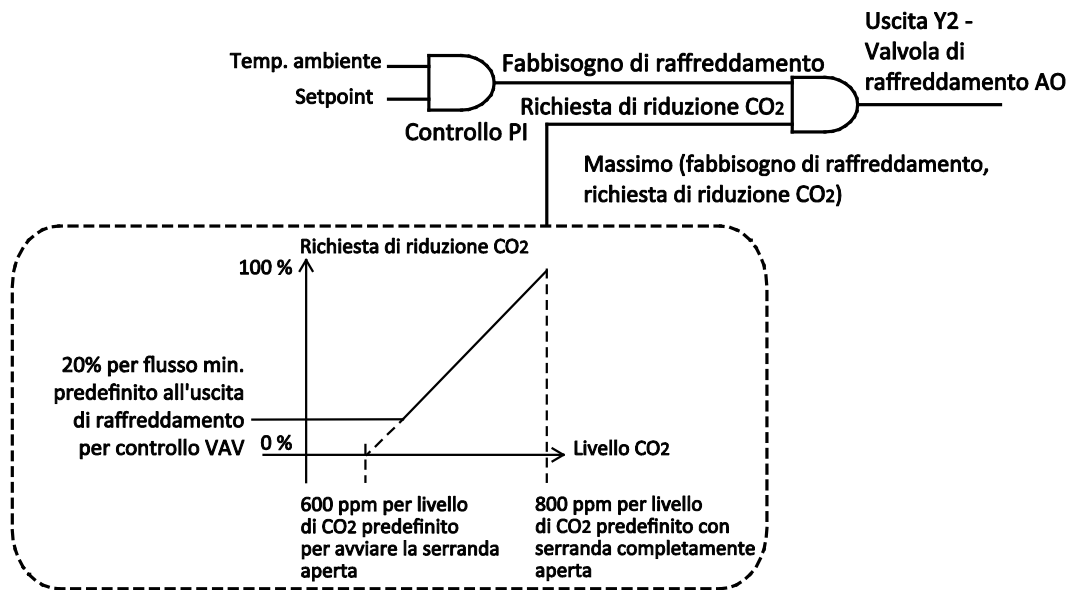 Uscita Y2 -
Valvola di
raffreddamento AO
Temp. ambiente
Setpoint
Controllo PI
Fabbisogno di raffreddamento
Richiesta di riduzione CO2
Massimo (fabbisogno di raffreddamento,
richiesta di riduzione CO2)
Richiesta di riduzione CO2
100 %
20% per flusso min.
predefinito all'uscita
di raffreddamento
per controllo VAV
0 %
Livello CO2
600 ppm per livello
di CO2 predefinito
per avviare la serranda
aperta
800 ppm per livello
di CO2 predefinito con
serranda completamente
aperta